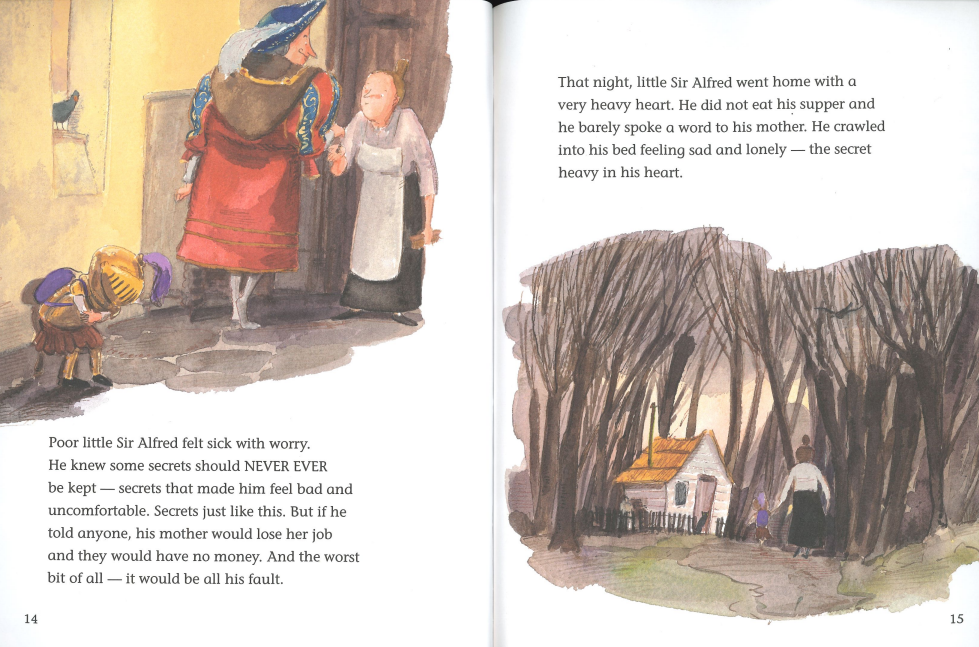 Poor little Sir Alfred felt sick with worry.
He knew some secrets should NEVER EVER
be kept — secrets that made him feel bad and
uncomfortable. Secrets just like this. But if he
told anyone, his mother would lose her job
and they would have no money. And the worst
bit of all — it would be all his fault.
14
That night, little Sir Alfred went home with a
very heavy heart. He did not eat his supper and
he barely spoke a word to his mother. He crawled
into his bed feeling sad and lonely — the secret
heavy in his heart.
15